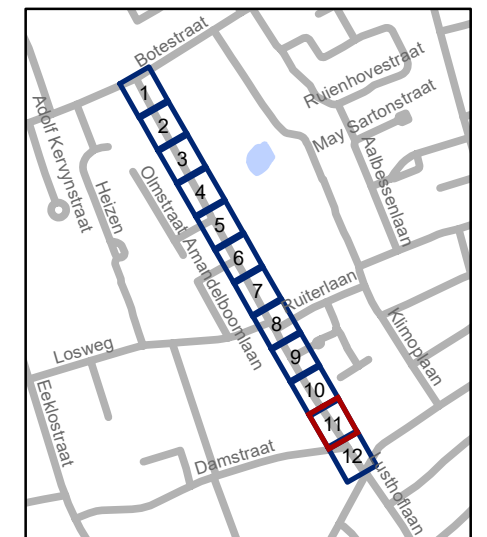 Botestraat
Ruienhovestraat
May Sartonstraat
Adolf Kervynstraat
Aalbessenlaan
Heizen
Olmstraat
Amandelboomlaan
1
2
3
4
5
6
7
8
9
10
11
12
Ruiterlaan
Klimoplaan
Losweg
Eeklostraat
Damstraat
Lusthoflaan